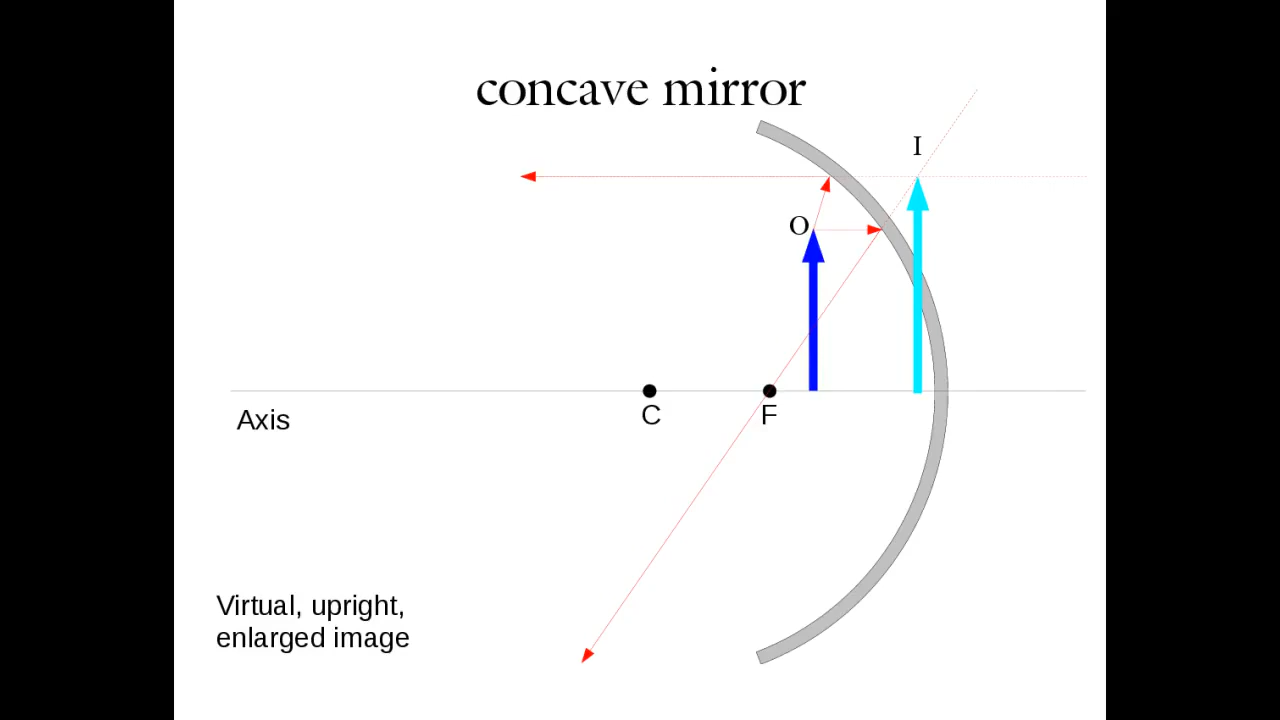 concave mirror
I
O
C
F
Axis
Virtual, upright,
enlarged image